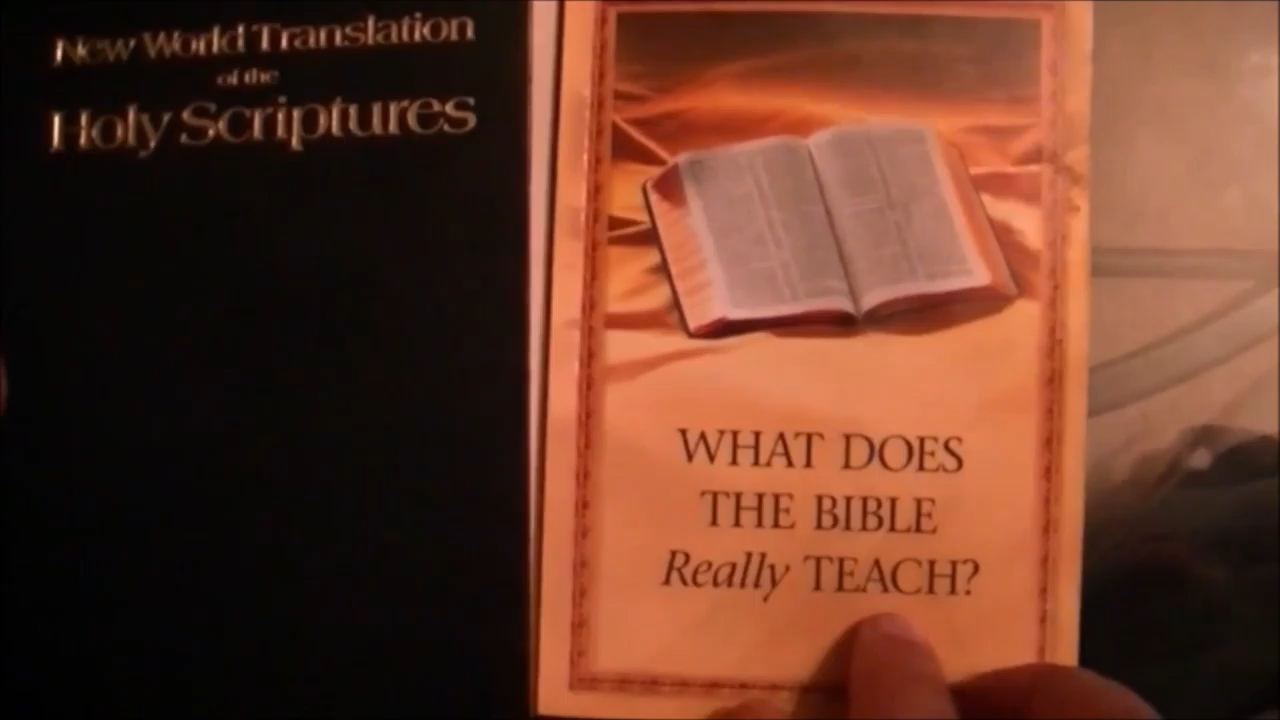 New World Translation
of the
Holy Scriptures
WHAT DOES
THE BIBLE
Really TEACH?